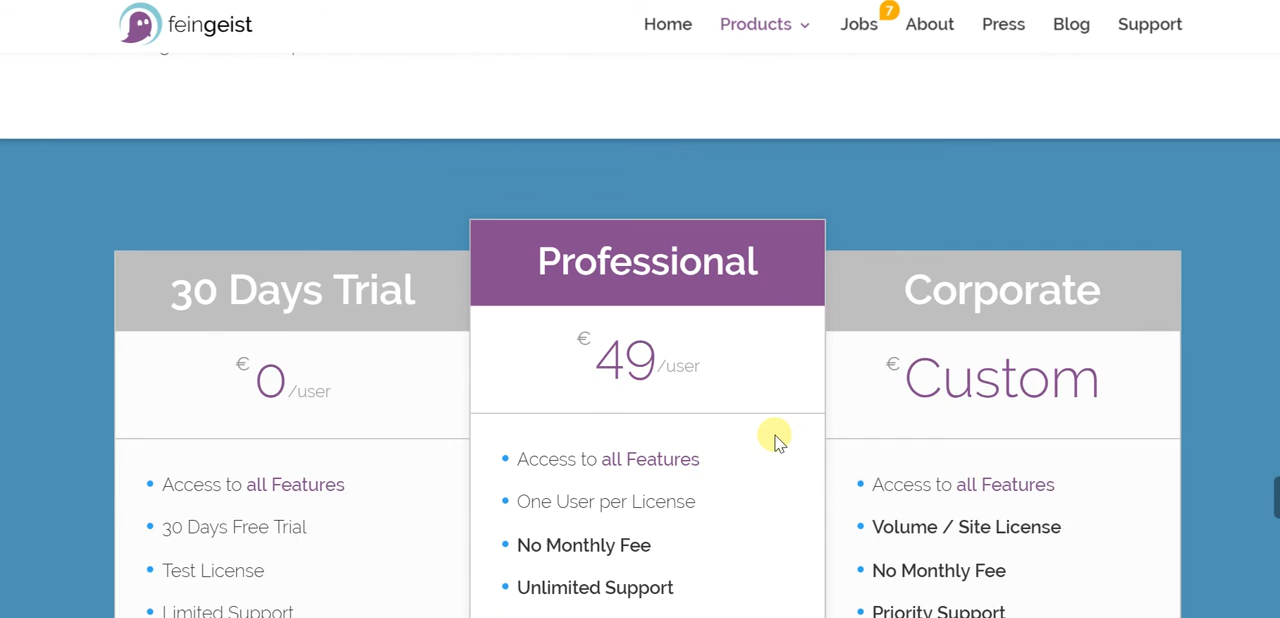 feingeist
Home Products Jobs 7 About Press Blog Support
30 Days Trial
€ 0 /user
Access to all Features
30 Days Free Trial
Test License
Limited Support
Professional
€ 49 /user
Access to all Features
One User per License
No Monthly Fee
Unlimited Support
Corporate
€ Custom
Access to all Features
Volume / Site License
No Monthly Fee
Priority Support